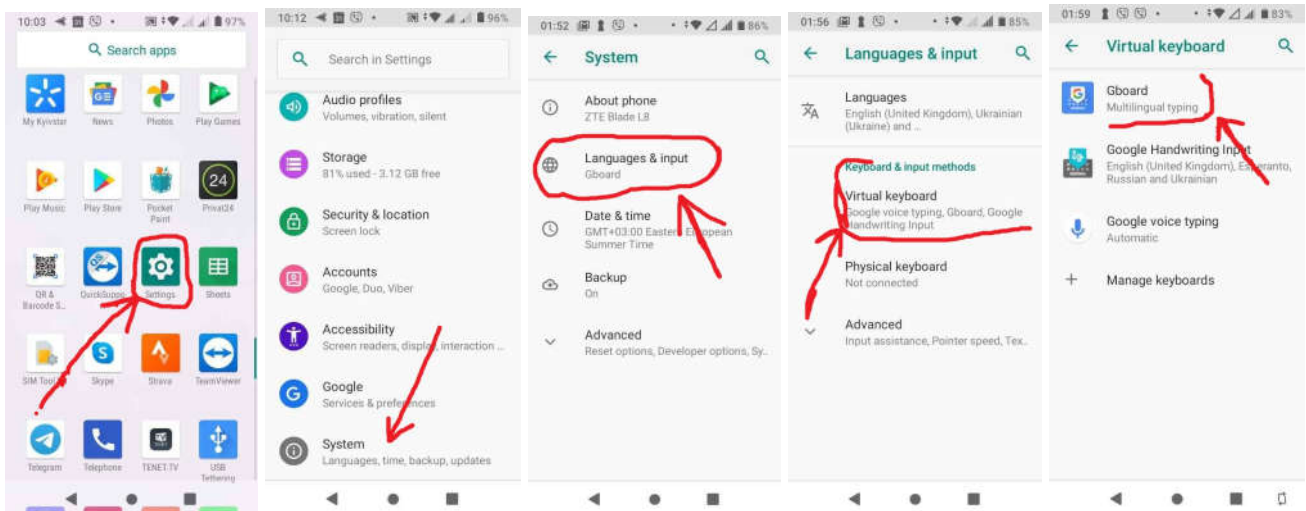 10:03
97%
Search apps
My Kyivstar
News
Photos
Play Games
Play Music
Play Store
Pocket
Paint
Privat24
24
QR &
Barcode S..
QuickSuppo
Settings
Sheets
SIM Tool
Skype
Strava
TeamViewer
Telegram
Telephone
TENET.TV
USB
Tethering
10:12
96%
Search in Settings
Audio profiles
Volumes, vibration, silent
Storage
81% used - 3.12 GB free
Security & location
Screen lock
Accounts
Google, Duo, Viber
Accessibility
Screen readers, display, interaction ...
Google
Services & preferences
System
Languages, time, backup, updates
01:52
86%
System
About phone
ZTE Blade L8
Languages & input
Gboard
Date & time
GMT+03:00 Eastern European
Summer Time
Backup
On
Advanced
Reset options, Developer options, Sy..
01:56
85%
Languages & input
Languages
English (United Kingdom), Ukrainian
(Ukraine) and ...
Keyboard & input methods
Virtual keyboard
Google voice typing, Gboard, Google
Handwriting Input
Physical keyboard
Not connected
Advanced
Input assistance, Pointer speed, Tex..
01:59
83%
Virtual keyboard
Gboard
Multilingual typing
Google Handwriting Input
English (United Kingdom), Esperanto,
Russian and Ukrainian
Google voice typing
Automatic
Manage keyboards